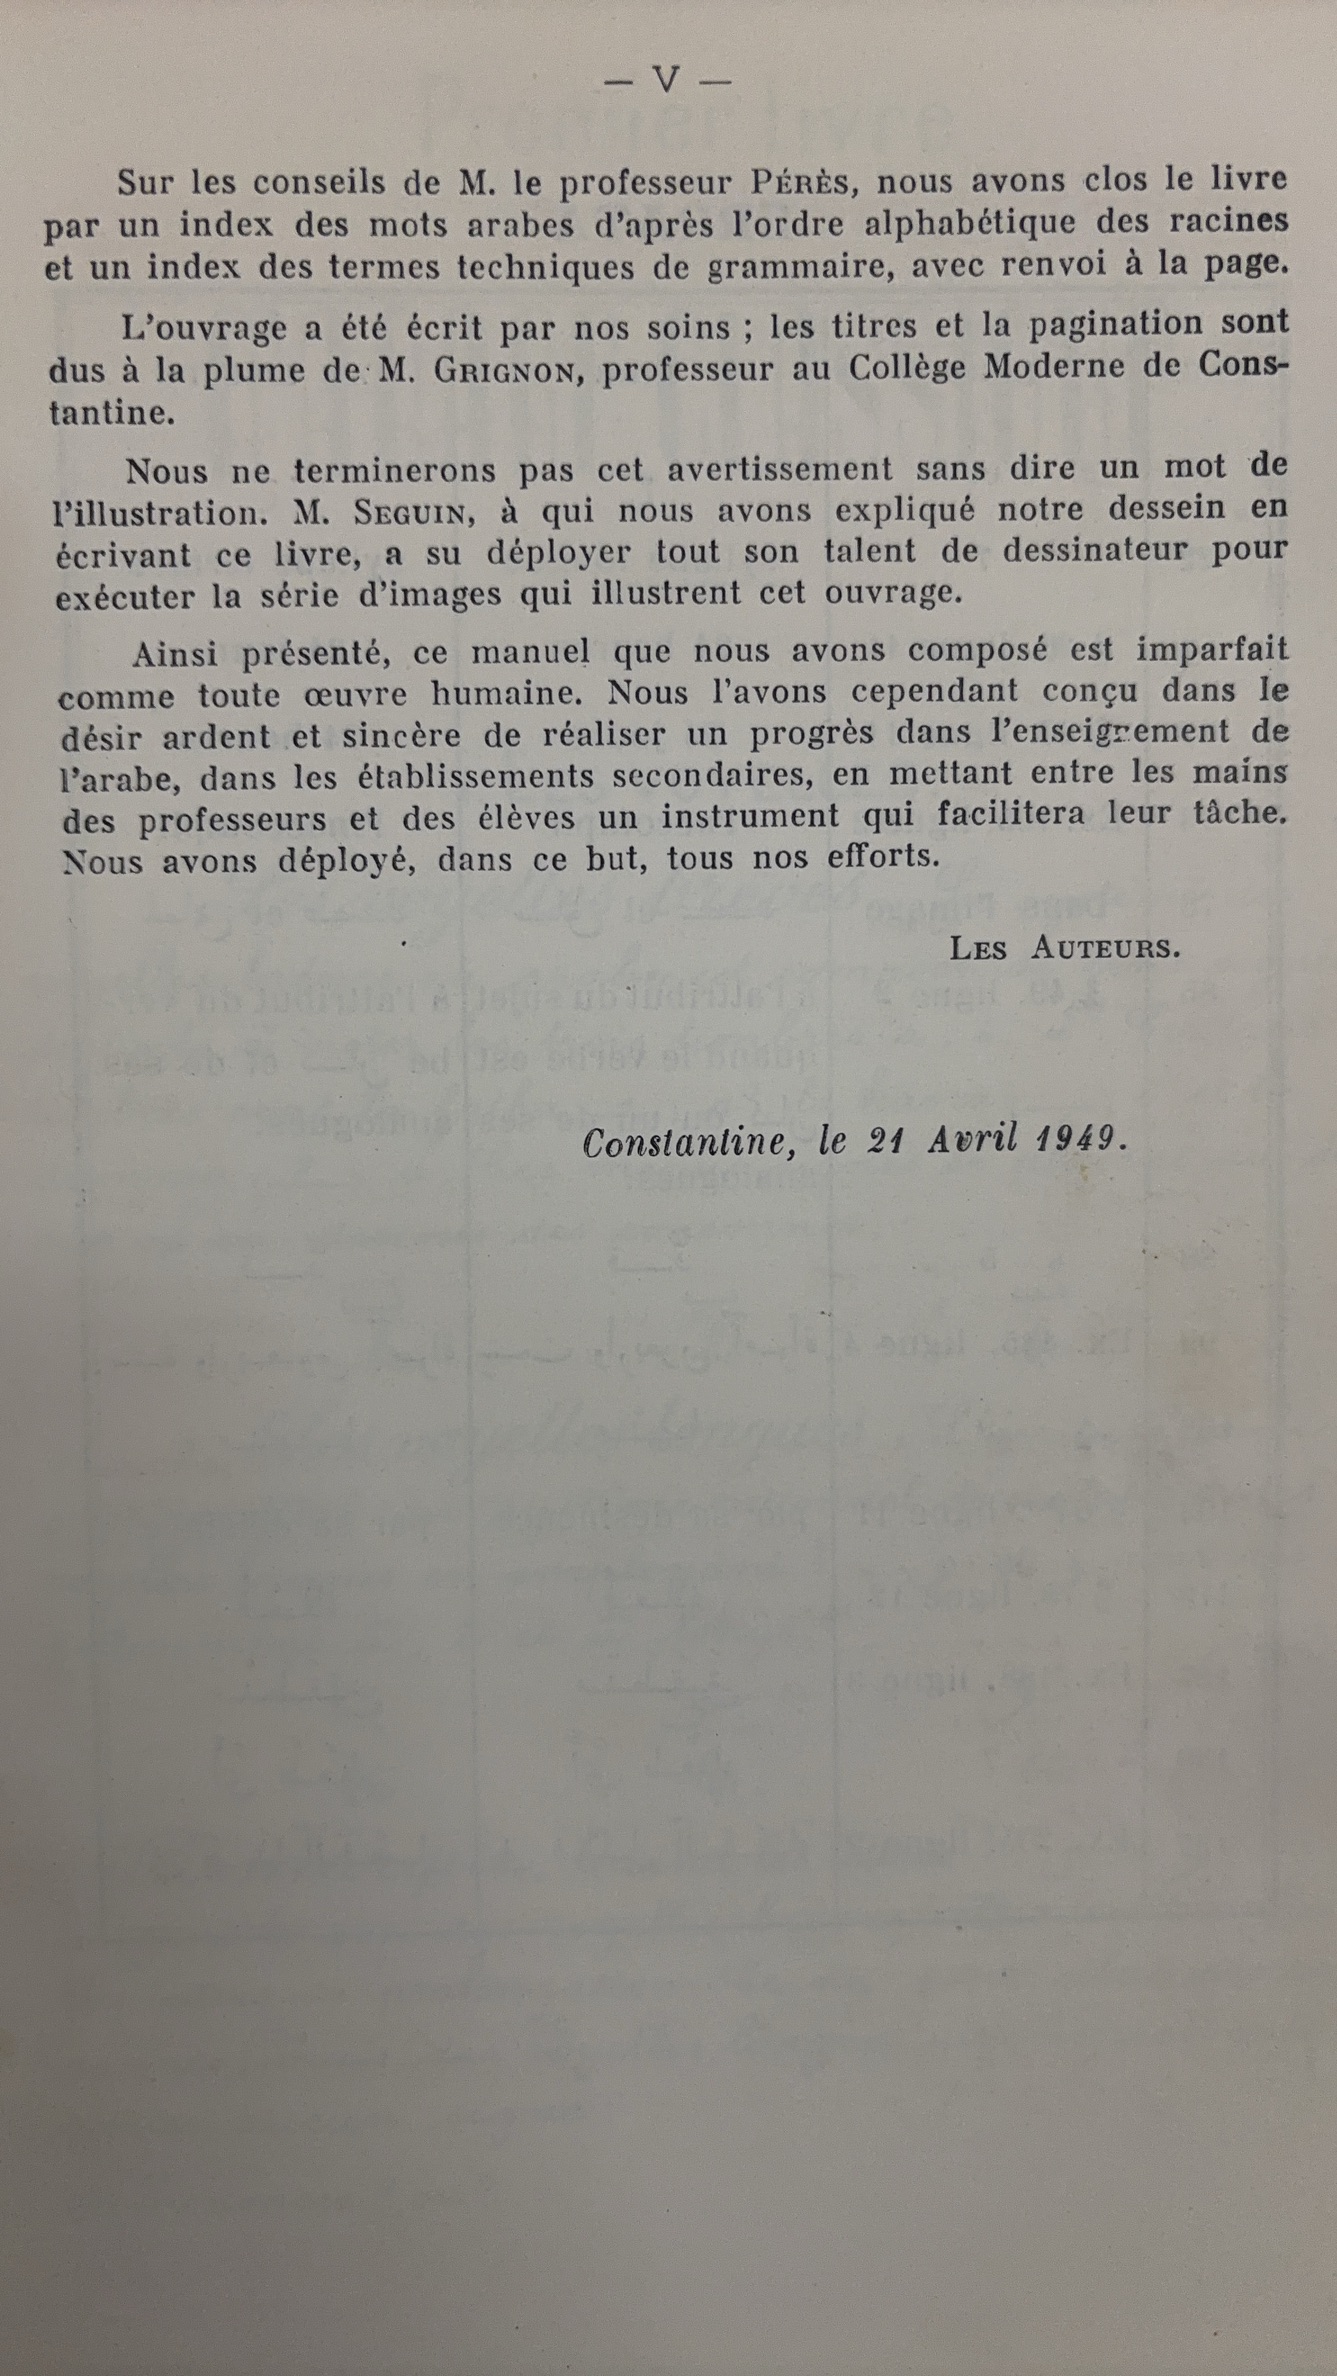 — V —
Sur les conseils de M. le professeur PÉRÈS, nous avons clos le livre
par un index des mots arabes d'après l'ordre alphabétique des racines
et un index des termes techniques de grammaire, avec renvoi à la page.
L'ouvrage a été écrit par nos soins ; les titres et la pagination sont
dus à la plume de M. GRIGNON, professeur au Collège Moderne de Cons-
tantine.
Nous ne terminerons pas cet avertissement sans dire un mot de
l'illustration. M. SEGUIN, à qui nous avons expliqué notre dessein en
écrivant ce livre, a su déployer tout son talent de dessinateur pour
exécuter la série d'images qui illustrent cet ouvrage.
Ainsi présenté, ce manuel que nous avons composé est imparfait
comme toute œuvre humaine. Nous l'avons cependant conçu dans le
désir ardent et sincère de réaliser un progrès dans l'enseignement de
l'arabe, dans les établissements secondaires, en mettant entre les mains
des professeurs et des élèves un instrument qui facilitera leur tâche.
Nous avons déployé, dans ce but, tous nos efforts.
LES AUTEURS.
Constantine, le 21 Avril 1949.